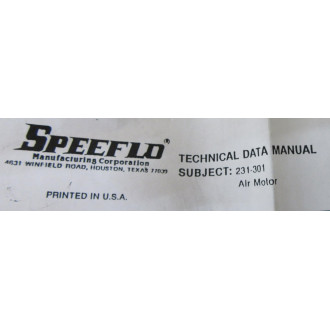 SPEEFLO®
Manufacturing Corporation
4631 WINFIELD ROAD, HOUSTON, TEXAS 77039
PRINTED IN U.S.A.
TECHNICAL DATA MANUAL
SUBJECT: 231-301
Air Motor